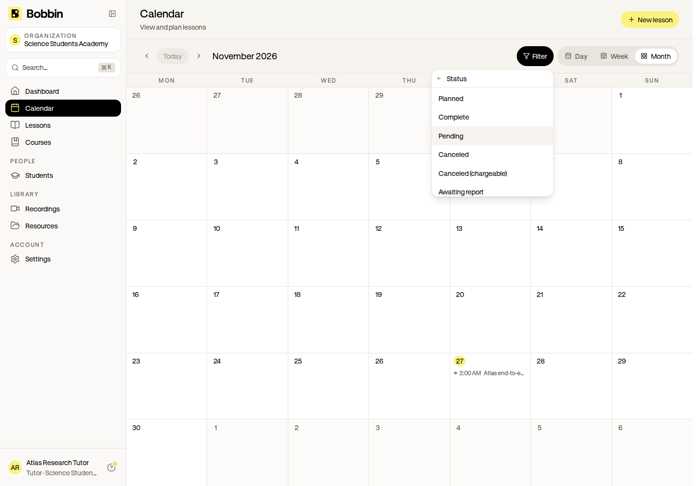 Bobbin
S
ORGANIZATION
Science Students Academy
Search...
⌘K
Dashboard
Calendar
Lessons
Courses
PEOPLE
Students
LIBRARY
Recordings
Resources
ACCOUNT
Settings
AR
Atlas Research Tutor
Tutor · Science Studen...
Calendar
View and plan lessons
+ New lesson
Today
November 2026
Filter
Day
Week
Month
MON TUE WED THU SAT SUN
Status
Planned
Complete
Pending
Canceled
Canceled (chargeable)
Awaiting report
26 27 28 29 1
2 3 4 5 8
9 10 11 12 13 14 15
16 17 18 19 20 21 22
23 24 25 26 27 28 29
2:00 AM Atlas end-to-e...
30 1 2 3 4 5 6